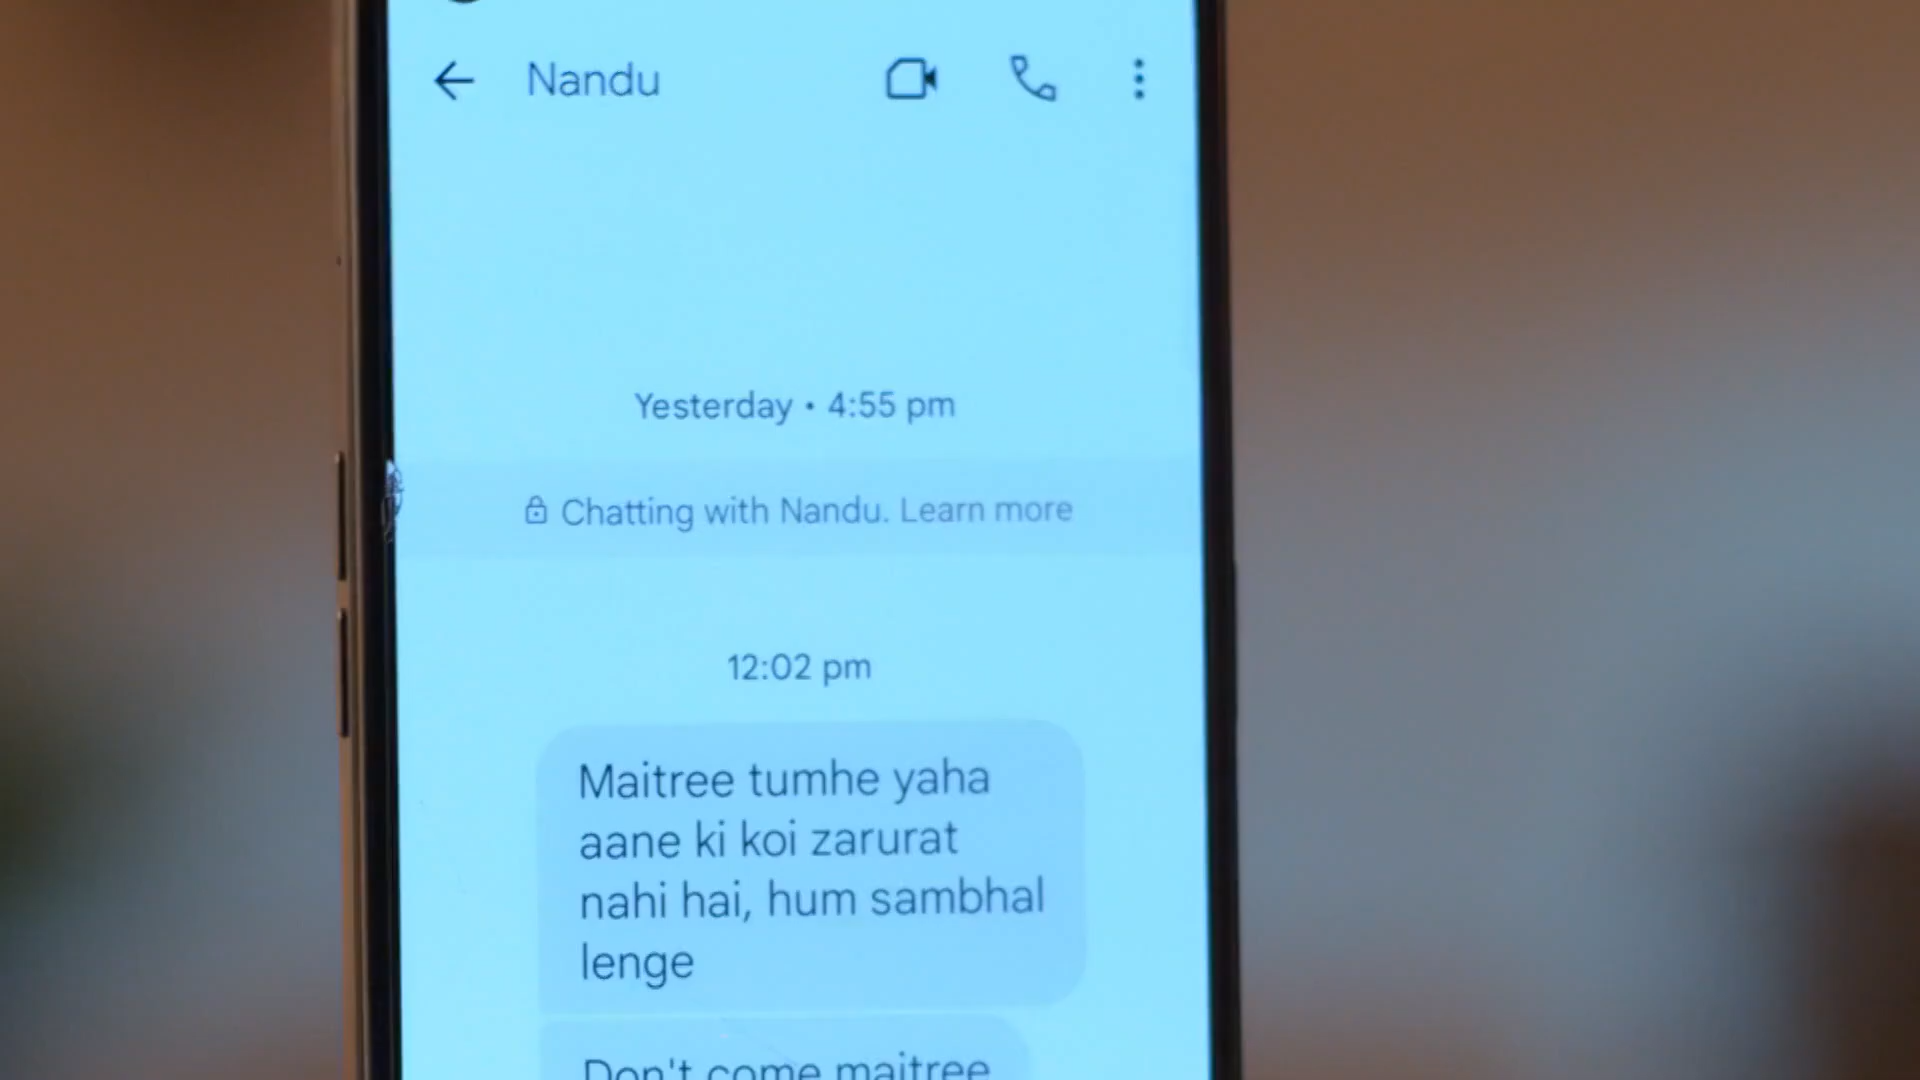 Nandu
Yesterday • 4:55 pm
Chatting with Nandu. Learn more
12:02 pm
Maitree tumhe yaha
aane ki koi zarurat
nahi hai, hum sambhal
lenge
Don't come maitree